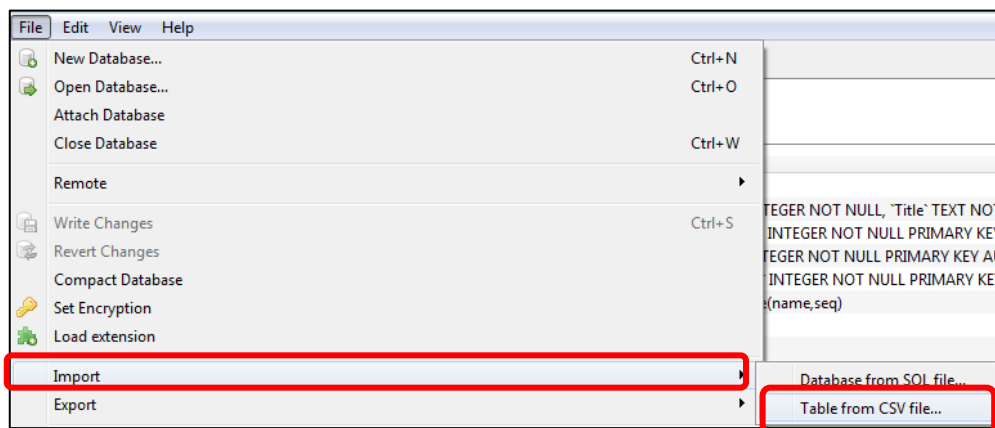 File Edit View Help
New Database... Ctrl+N
Open Database... Ctrl+O
Attach Database
Close Database Ctrl+W
Remote
Write Changes Ctrl+S
Revert Changes
Compact Database
Set Encryption
Load extension
Import
Export
Database from SQL file...
Table from CSV file...
TEGER NOT NULL, `Title` TEXT NO
INTEGER NOT NULL PRIMARY KEY
TEGER NOT NULL PRIMARY KEY A
INTEGER NOT NULL PRIMARY KE
(name,seq)